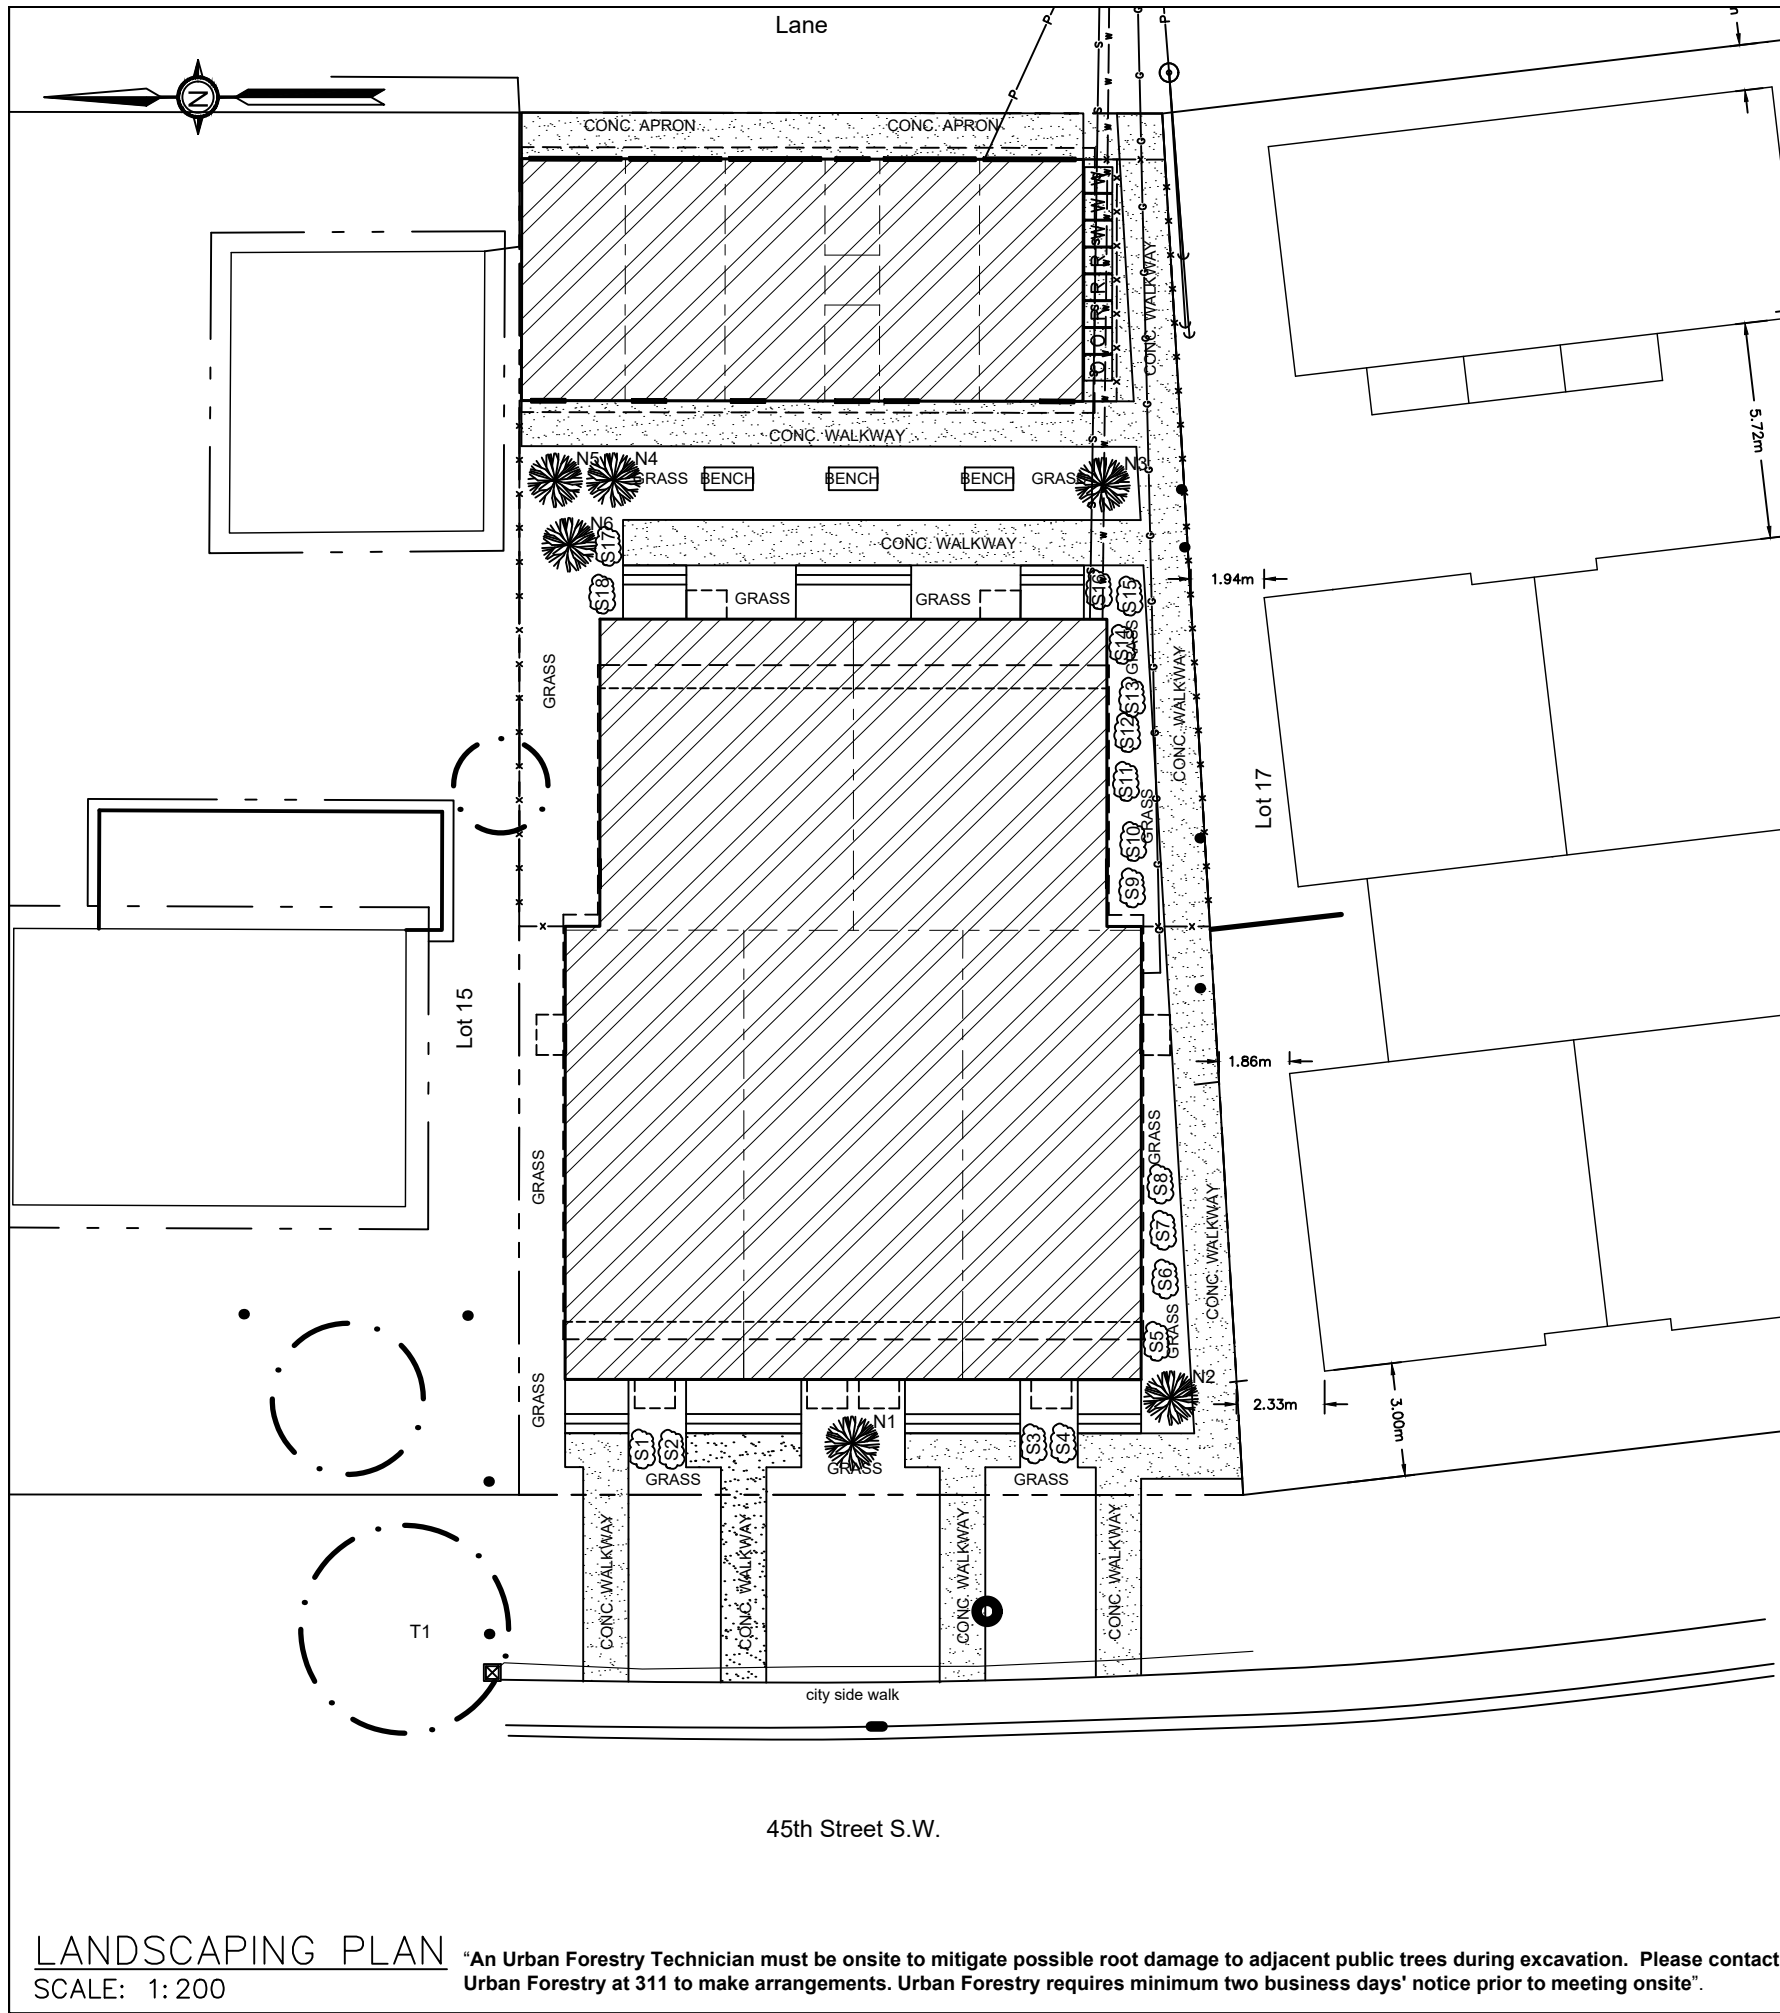 Lane
P
S
W
G
P
n
N
CONC. APRON
CONC. APRON
P
W
W
W
R
R
R
O
O
CONC. WALKWAY
5.72m
CONC. WALKWAY
N5
N4
GRASS
BENCH
BENCH
BENCH
GRASS
N3
N6
S17
CONC. WALKWAY
S18
GRASS
GRASS
S16
S15
1.94m
S14
GRASS
GRASS
S13
CONC. WALKWAY
S12
S11
Lot 17
GRASS
S10
S9
Lot 15
1.86m
GRASS
GRASS
S8
S7
CONC. WALKWAY
S6
GRASS
S5
GRASS
N2
2.33m
3.00m
N1
S1
S2
S3
S4
GRASS
GRASS
GRASS
CONC. WALKWAY
CONC. WALKWAY
CONC. WALKWAY
CONC. WALKWAY
T1
city side walk
45th Street S.W.
LANDSCAPING PLAN
SCALE: 1:200
“An Urban Forestry Technician must be onsite to mitigate possible root damage to adjacent public trees during excavation. Please contact
Urban Forestry at 311 to make arrangements. Urban Forestry requires minimum two business days' notice prior to meeting onsite”.